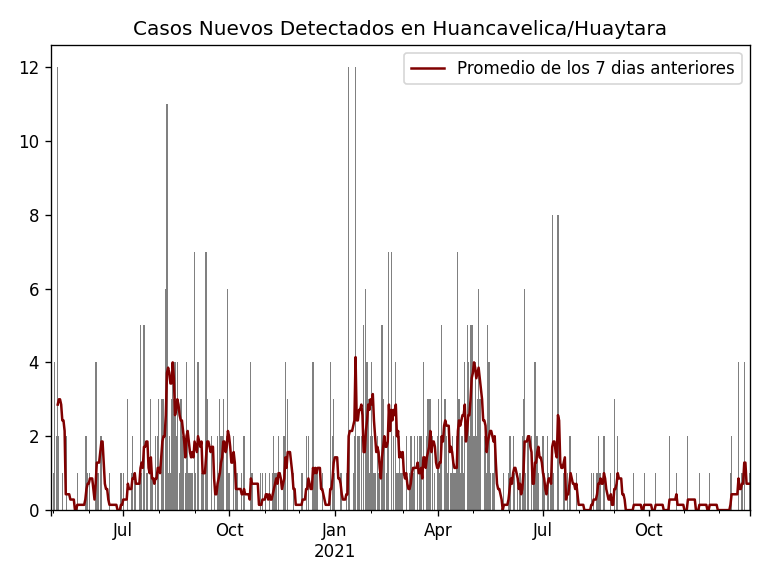 Casos Nuevos Detectados en Huancavelica/Huaytara
Promedio de los 7 dias anteriores
12
10
8
6
4
2
0
Jul
Oct
Jan
Apr
Jul
Oct
2021